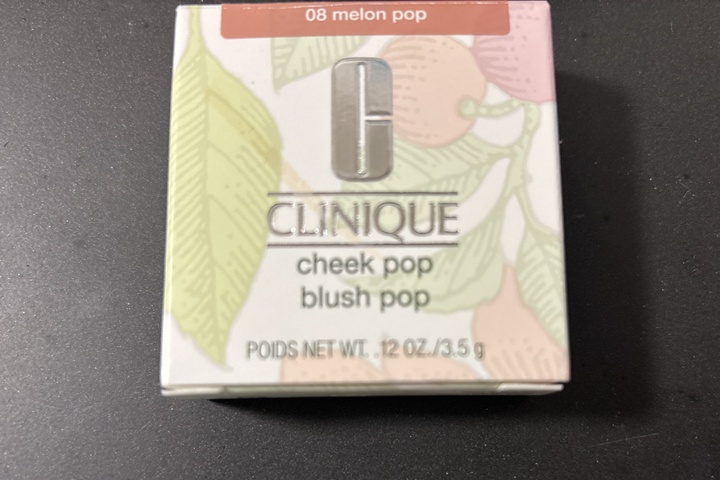 08 melon pop
CLINIQUE
cheek pop
blush pop
POIDS NET WT. .12 OZ./3.5 g